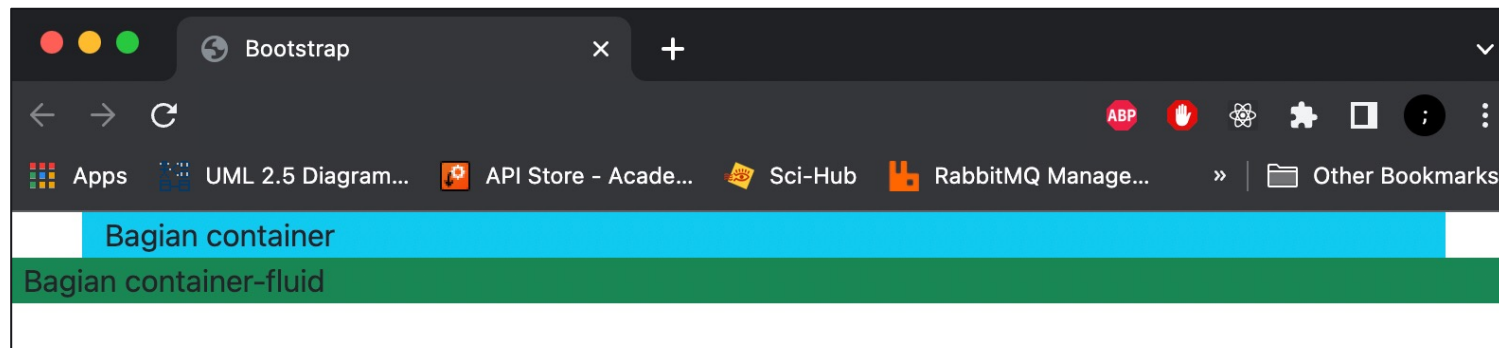 Bootstrap
ABP ;
Apps UML 2.5 Diagram... API Store - Acade... Sci-Hub RabbitMQ Manage... » Other Bookmarks
Bagian container
Bagian container-fluid